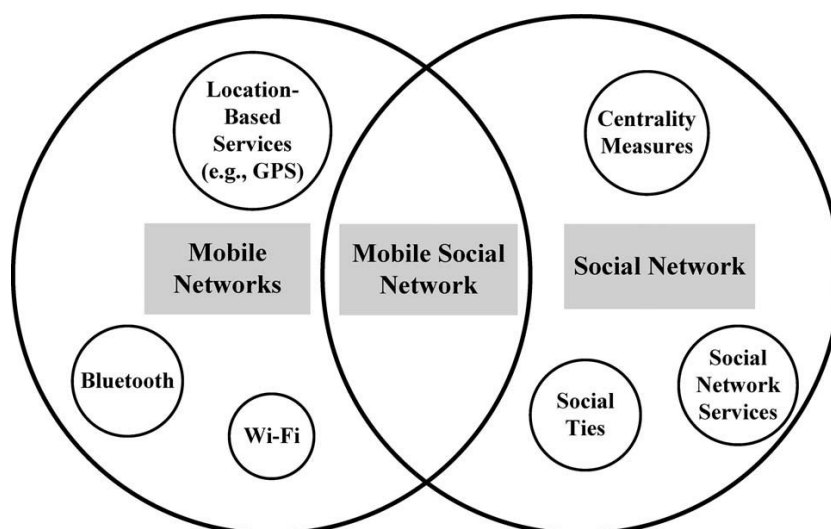 Location-
Based
Services
(e.g., GPS)
Centrality
Measures
Mobile
Networks
Mobile Social
Network
Social Network
Bluetooth
Wi-Fi
Social
Ties
Social
Network
Services